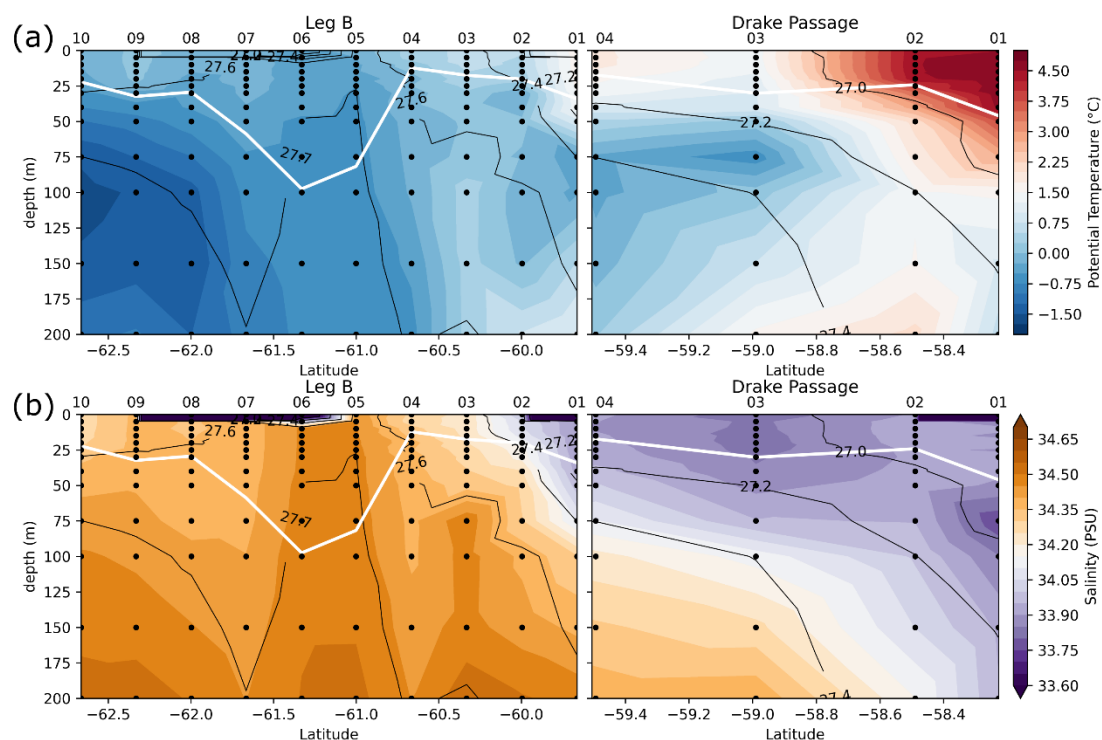 (a)
Leg B
Drake Passage
10 09 08 07 06 05 04 03 02 01
04 03 02 01
0
25
50
75
100
125
150
175
200
depth (m)
27.6
27.4
27.7
27.6
27.4
27.2
27.0
27.2
27.4
−62.5 −62.0 −61.5 −61.0 −60.5 −60.0
−59.4 −59.2 −59.0 −58.8 −58.6 −58.4
Latitude
Latitude
4.50
3.75
3.00
2.25
1.50
0.75
0.00
−0.75
−1.50
Potential Temperature (°C)
(b)
Leg B
Drake Passage
10 09 08 07 06 05 04 03 02 01
04 03 02 01
0
25
50
75
100
125
150
175
200
depth (m)
27.6
27.4
27.7
27.6
27.4
27.2
27.0
27.2
27.4
−62.5 −62.0 −61.5 −61.0 −60.5 −60.0
−59.4 −59.2 −59.0 −58.8 −58.6 −58.4
Latitude
Latitude
34.65
34.50
34.35
34.20
34.05
33.90
33.75
33.60
Salinity (PSU)